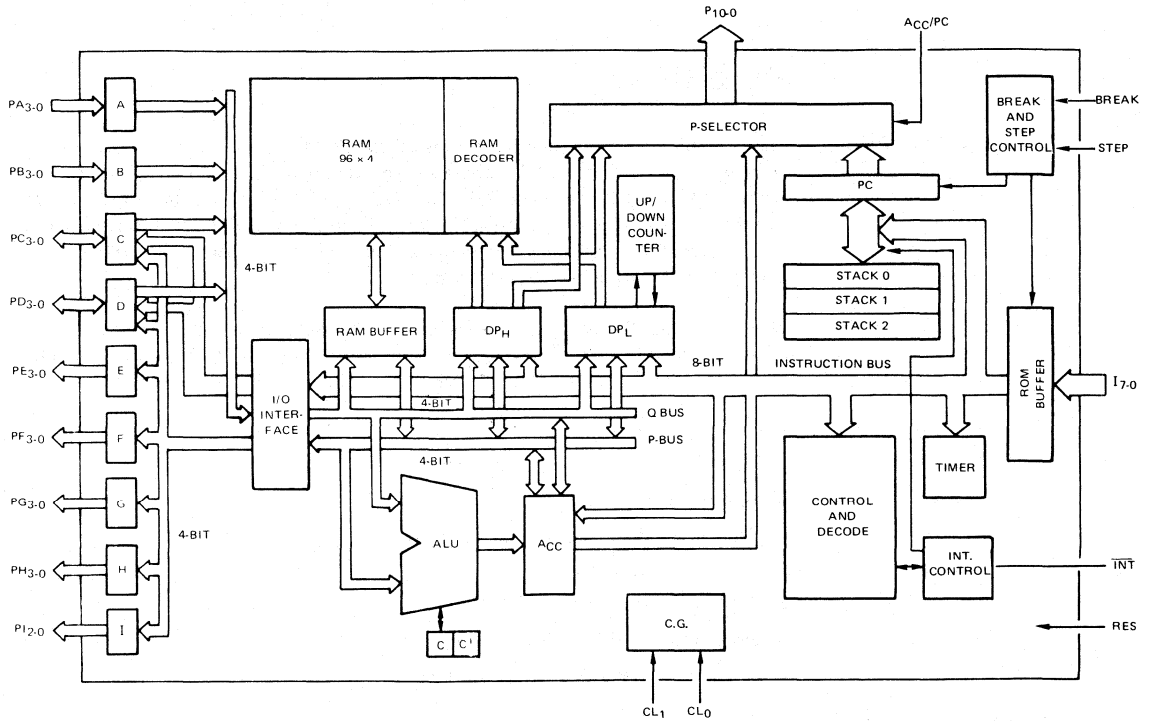 P10-0
ACC/PC
PA3-0
A
PB3-0
B
PC3-0
C
PD3-0
D
PE3-0
E
PF3-0
F
PG3-0
G
PH3-0
H
PI2-0
I
4-BIT
4-BIT
RAM
96 x 4
RAM
DECODER
P-SELECTOR
BREAK
AND
STEP
CONTROL
BREAK
STEP
PC
UP/
DOWN
COUN-
TER
STACK 0
STACK 1
STACK 2
RAM BUFFER
DPH
DPL
8-BIT
INSTRUCTION BUS
ROM
BUFFER
I7-0
I/O
INTER-
FACE
4-BIT
Q BUS
P-BUS
4-BIT
ALU
ACC
C
C'
CONTROL
AND
DECODE
TIMER
INT.
CONTROL
INT
RES
C.G.
CL1
CL0